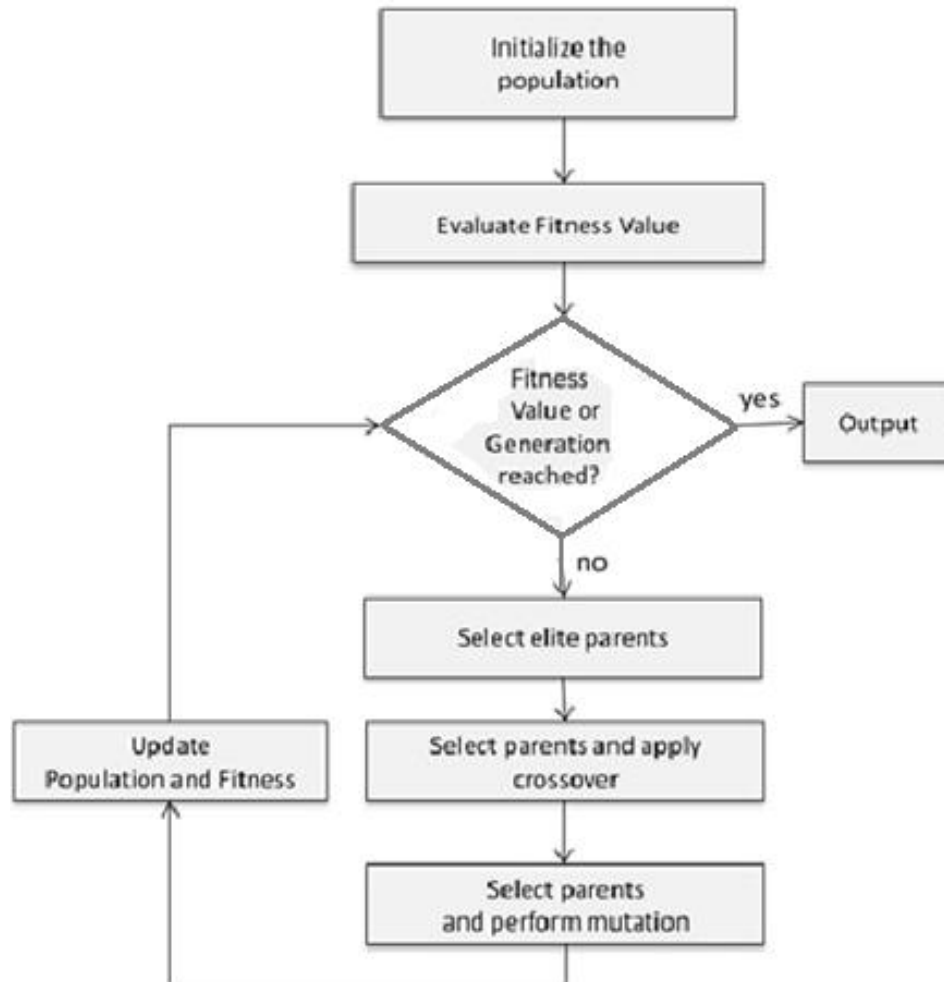 Initialize the
population
Evaluate Fitness Value
Fitness
Value or
Generation
reached?
yes
Output
no
Select elite parents
Select parents and apply
crossover
Update
Population and Fitness
Select parents
and perform mutation